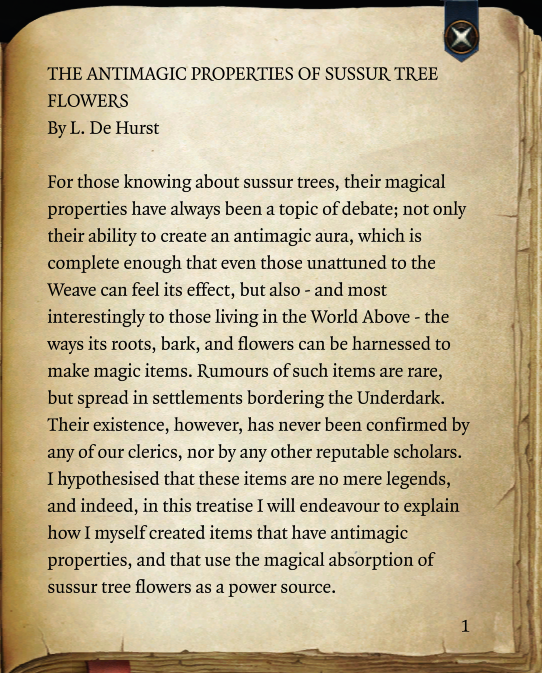 THE ANTIMAGIC PROPERTIES OF SUSSUR TREE
FLOWERS
By L. De Hurst
For those knowing about sussur trees, their magical
properties have always been a topic of debate; not only
their ability to create an antimagic aura, which is
complete enough that even those unattuned to the
Weave can feel its effect, but also - and most
interestingly to those living in the World Above - the
ways its roots, bark, and flowers can be harnessed to
make magic items. Rumours of such items are rare,
but spread in settlements bordering the Underdark.
Their existence, however, has never been confirmed by
any of our clerics, nor by any other reputable scholars.
I hypothesised that these items are no mere legends,
and indeed, in this treatise I will endeavour to explain
how I myself created items that have antimagic
properties, and that use the magical absorption of
sussur tree flowers as a power source.
1